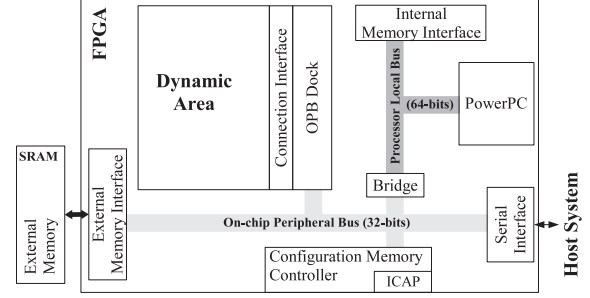 FPGA
Dynamic
Area
Connection Interface
OPB Dock
Internal
Memory Interface
Processor Local Bus
(64-bits)
PowerPC
Bridge
SRAM
External
Memory
External
Memory Interface
On-chip Peripheral Bus (32-bits)
Serial
Interface
Host System
Configuration Memory
Controller
ICAP